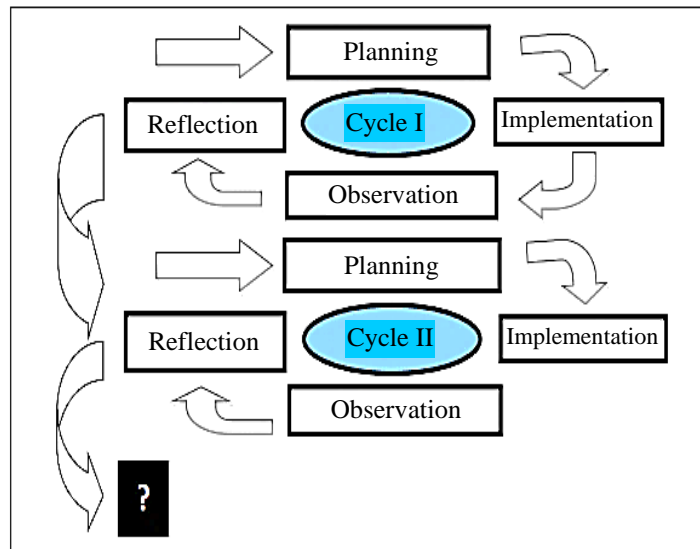 Planning
Reflection
Cycle I
Implementation
Observation
Planning
Reflection
Cycle II
Implementation
Observation
?